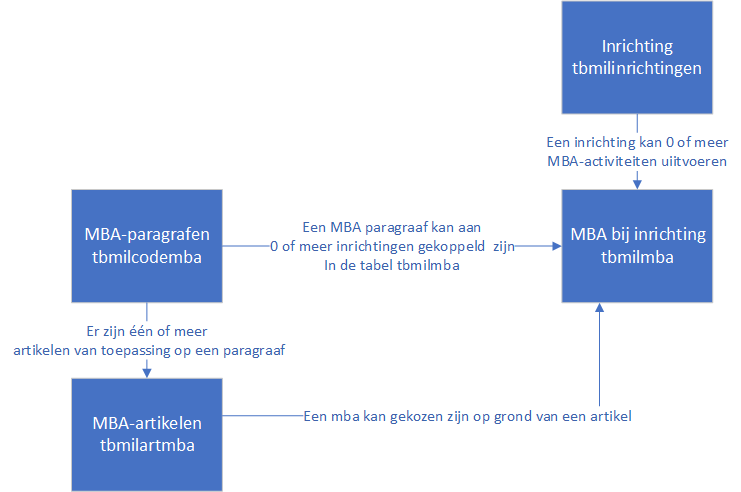 Inrichting
tbmilinrichtingen
Een inrichting kan 0 of meer
MBA-activiteiten uitvoeren
MBA-paragrafen
tbmilcodemba
Een MBA paragraaf kan aan
0 of meer inrichtingen gekoppeld zijn
In de tabel tbmilmba
MBA bij inrichting
tbmilmba
Er zijn één of meer
artikelen van toepassing op een paragraaf
MBA-artikelen
tbmilartmba
Een mba kan gekozen zijn op grond van een artikel